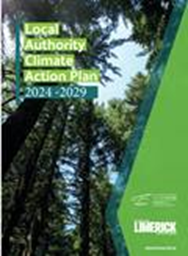 Local
Authority
Climate
Action Plan
2024 -2029
LIMERICK